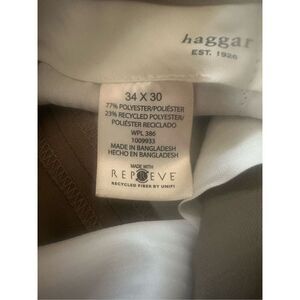 haggar
EST. 1926
34 X 30
77% POLYESTER/POLIÉSTER
23% RECYCLED POLYESTER/
POLIÉSTER RECICLADO
WPL 386
1009933
MADE IN BANGLADESH
HECHO EN BANGLADESH
MADE WITH
REPREVE
RECYCLED FIBER BY UNIFI